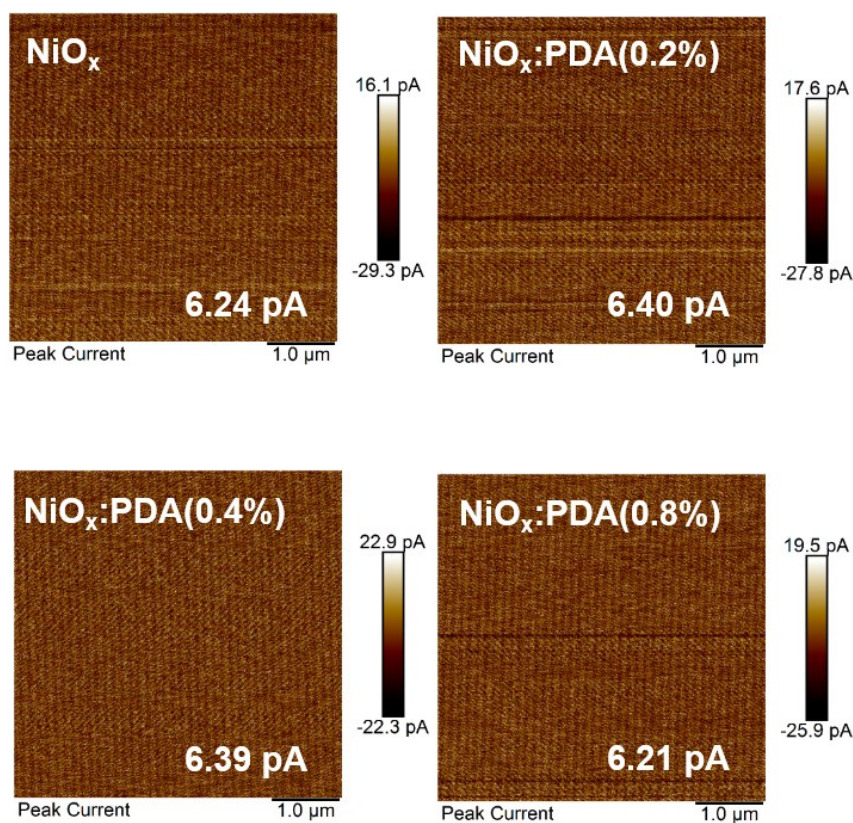 NiOₓ
16.1 pA
-29.3 pA
6.24 pA
Peak Current
1.0 µm
NiOₓ:PDA(0.2%)
17.6 pA
-27.8 pA
6.40 pA
Peak Current
1.0 µm
NiOₓ:PDA(0.4%)
22.9 pA
-22.3 pA
6.39 pA
Peak Current
1.0 µm
NiOₓ:PDA(0.8%)
19.5 pA
-25.9 pA
6.21 pA
Peak Current
1.0 µm